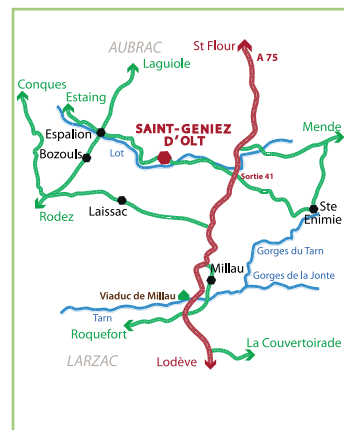 AUBRAC
St Flour
A 75
Laguiole
Conques
Estaing
Espalion
SAINT-GENIEZ
D'OLT
Mende
Bozouls
Lot
Sortie 41
Rodez
Laissac
Ste
Enimie
Gorges du Tarn
Millau
Gorges de la Jonte
Viaduc de Millau
Tarn
Roquefort
La Couvertoirade
LARZAC
Lodève